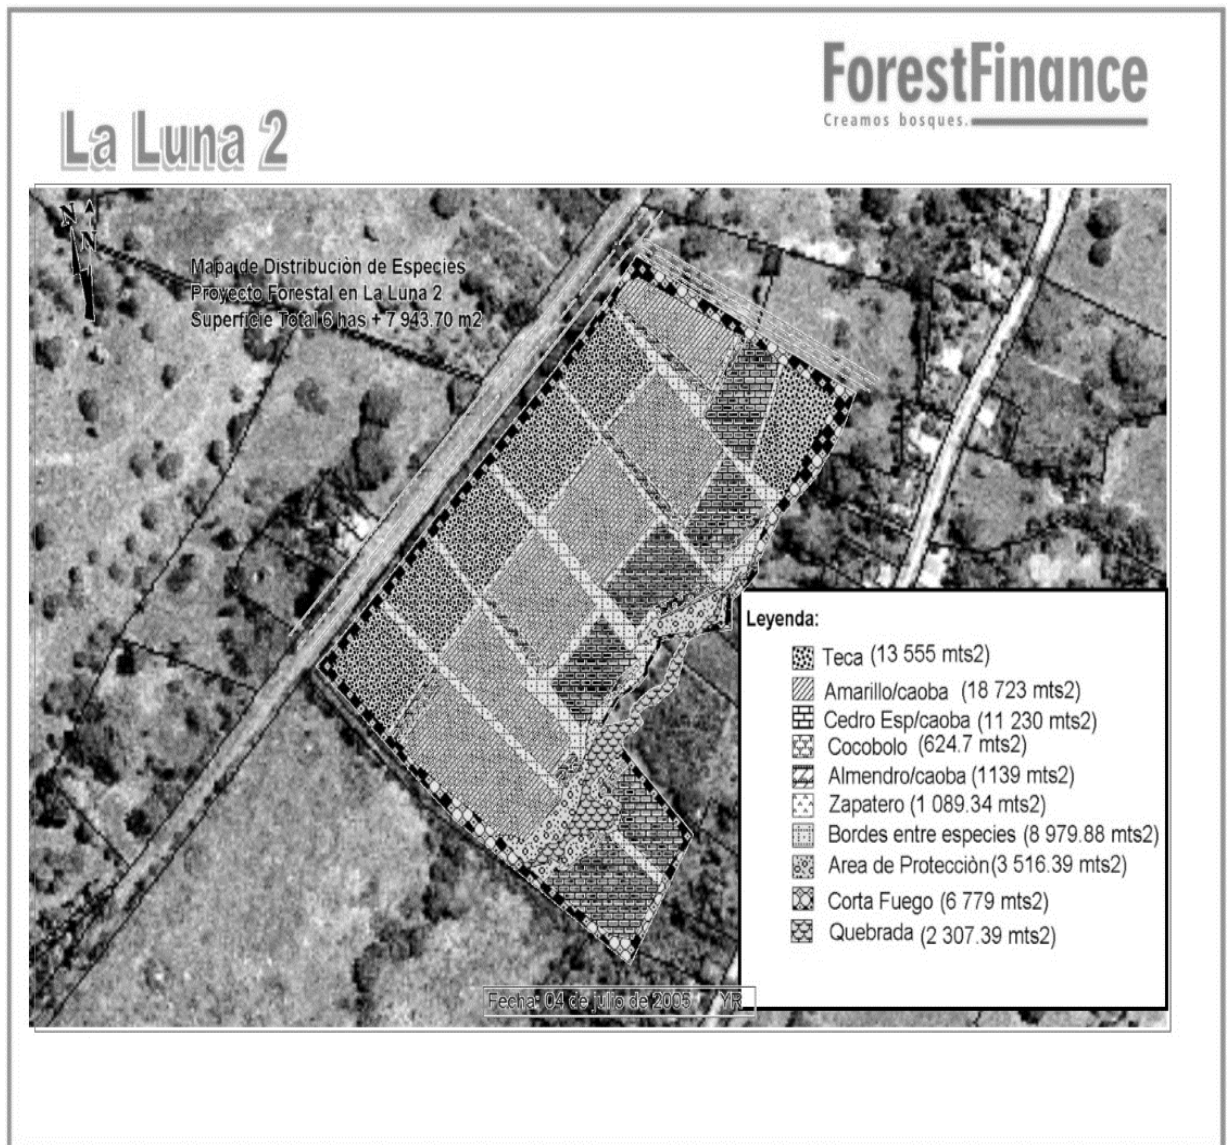 ForestFinance
Creamos bosques.
La Luna 2
N
N
Mapa de Distribuciòn de Especies
Proyecto Forestal en La Luna 2
Superficie Total 6 has + 7 943.70 m2
Leyenda:
Teca (13 555 mts2)
Amarillo/caoba (18 723 mts2)
Cedro Esp/caoba (11 230 mts2)
Cocobolo (624.7 mts2)
Almendro/caoba (1139 mts2)
Zapatero (1 089.34 mts2)
Bordes entre especies (8 979.88 mts2)
Area de Protecciòn(3 516.39 mts2)
Corta Fuego (6 779 mts2)
Quebrada (2 307.39 mts2)
Fecha: 04 de julio de 2005 YR